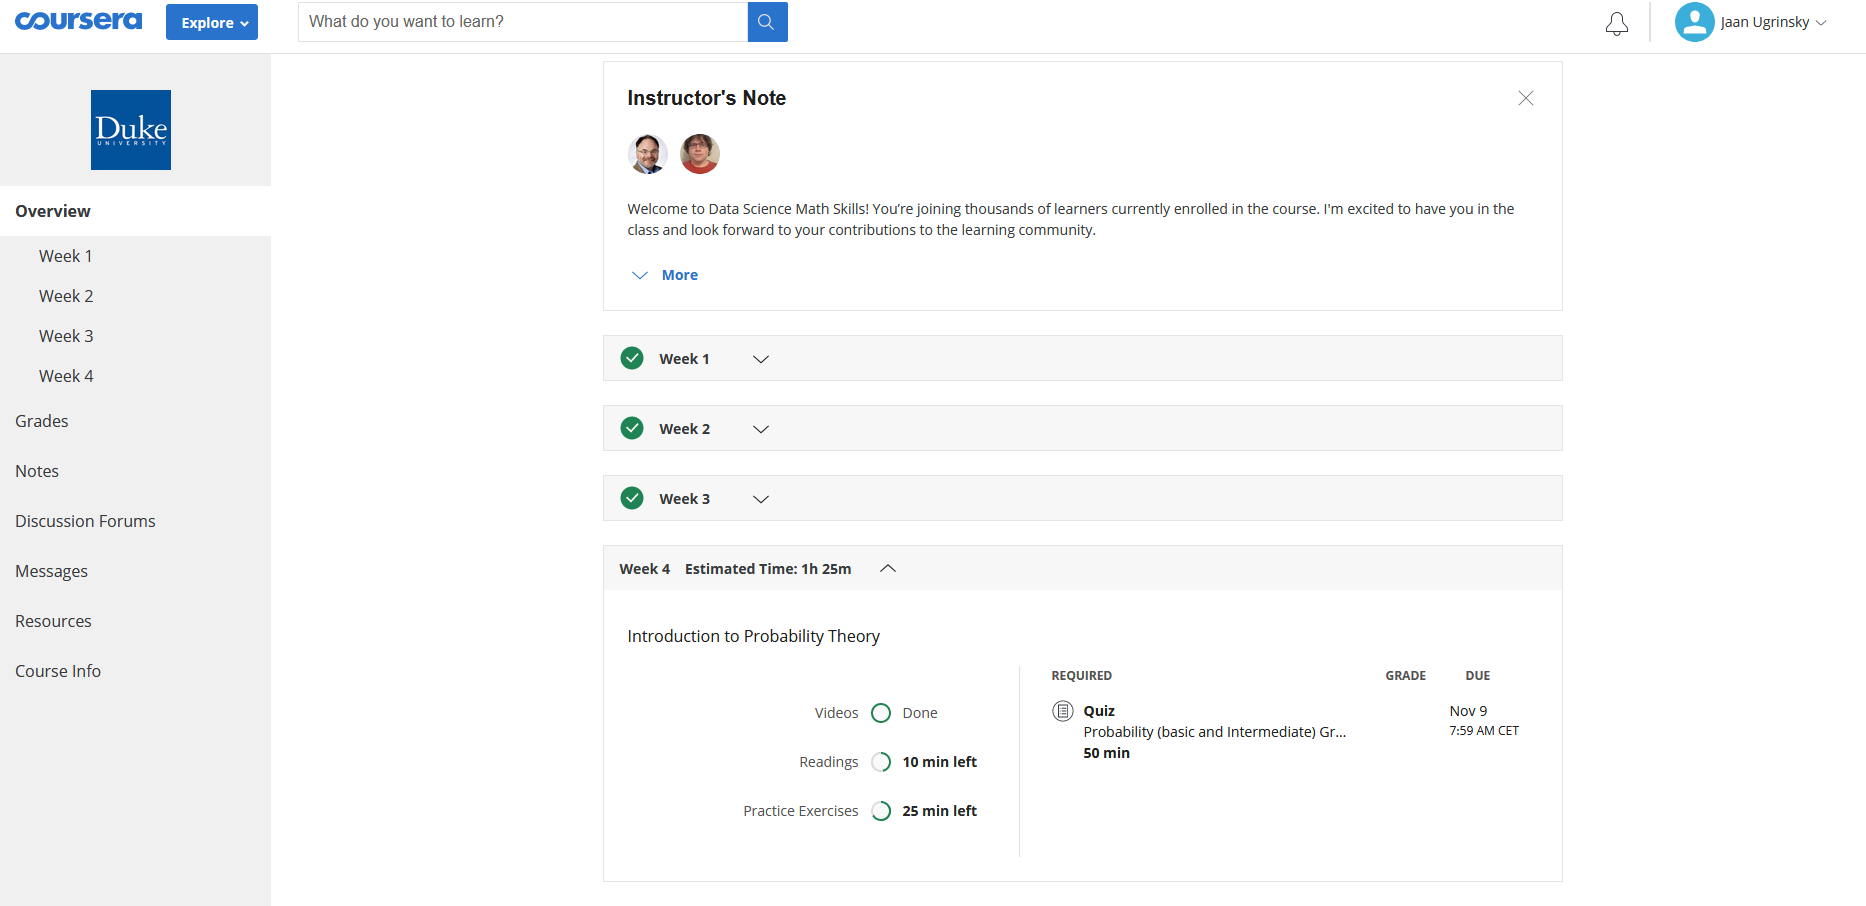 coursera
Explore
What do you want to learn?
Jaan Ugrinsky
Duke
UNIVERSITY
Overview
Week 1
Week 2
Week 3
Week 4
Grades
Notes
Discussion Forums
Messages
Resources
Course Info
Instructor's Note
Welcome to Data Science Math Skills! You’re joining thousands of learners currently enrolled in the course. I'm excited to have you in the
class and look forward to your contributions to the learning community.
More
Week 1
Week 2
Week 3
Week 4 Estimated Time: 1h 25m
Introduction to Probability Theory
Videos Done
Readings 10 min left
Practice Exercises 25 min left
REQUIRED GRADE DUE
Quiz Nov 9
Probability (basic and Intermediate) Gr... 7:59 AM CET
50 min